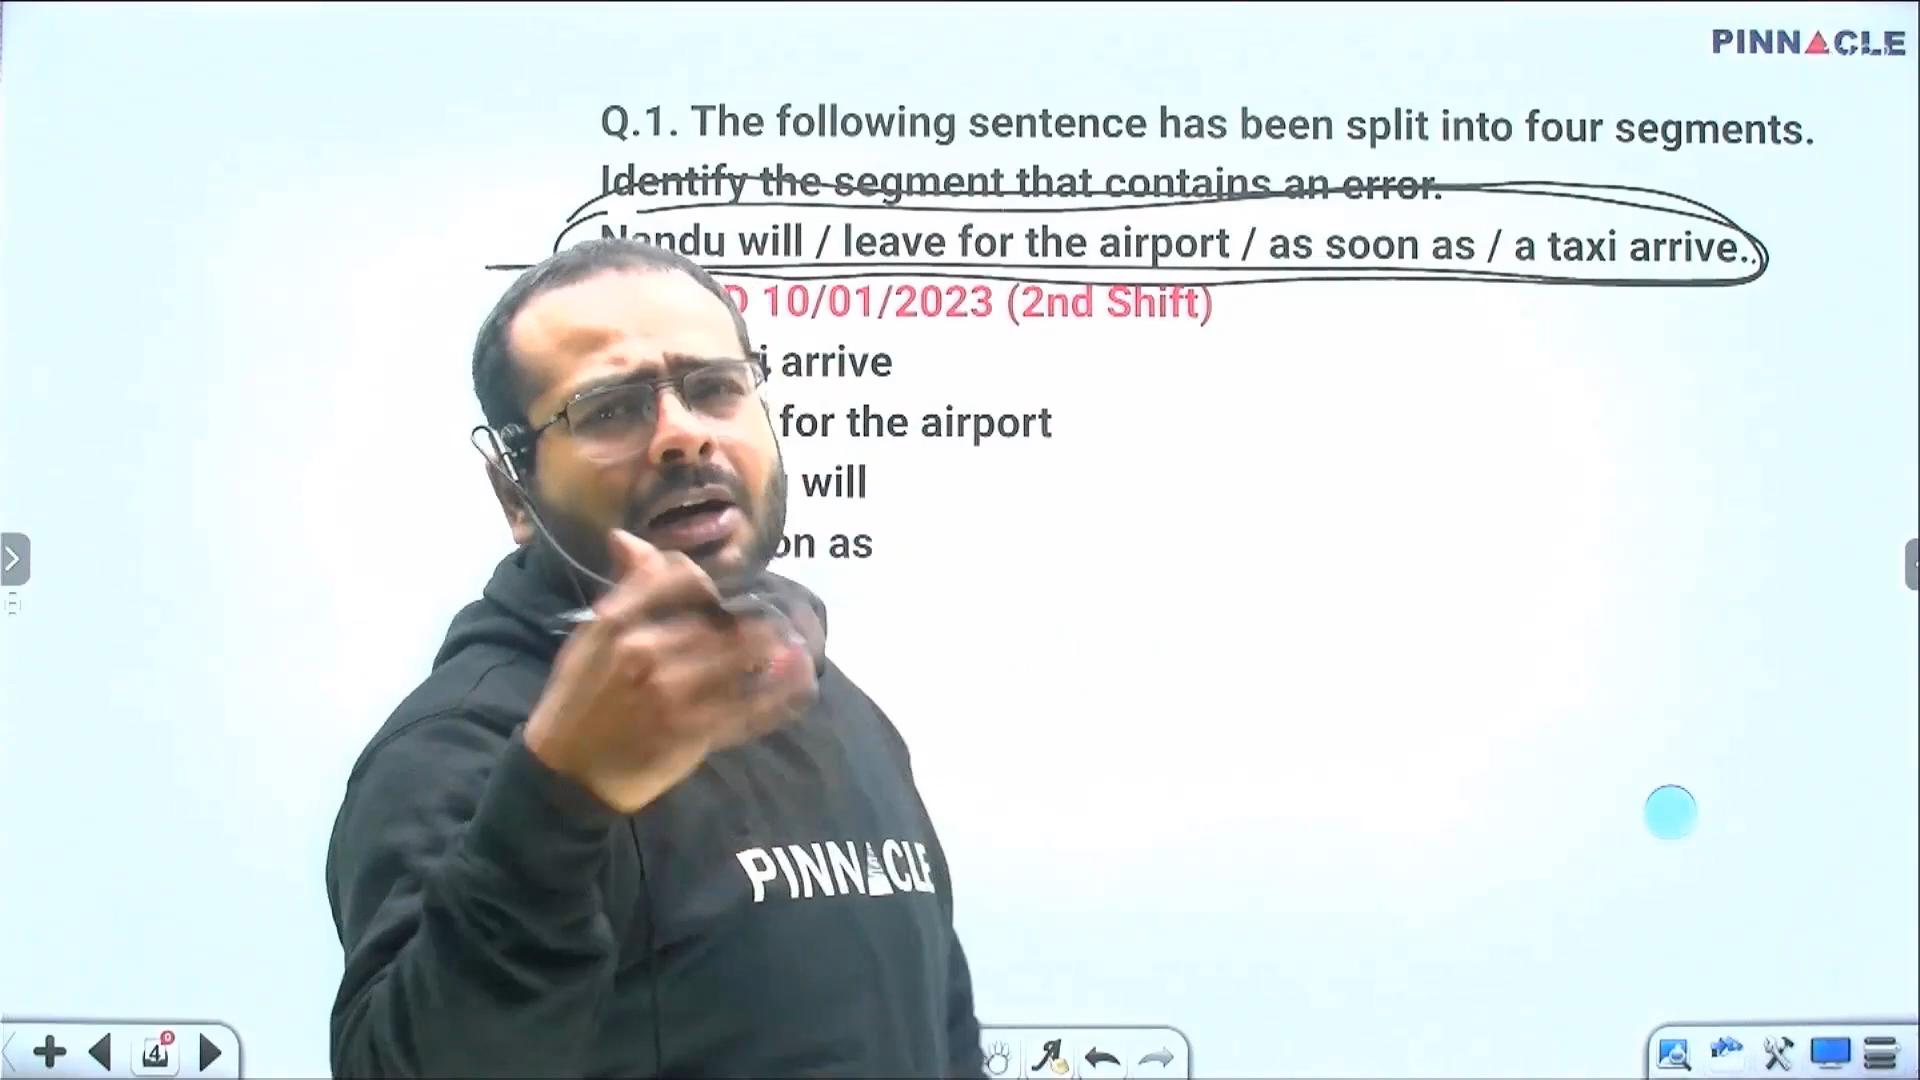 PINNACLE
Q.1. The following sentence has been split into four segments.
Identify the segment that contains an error.
Nandu will / leave for the airport / as soon as / a taxi arrive..
10/01/2023 (2nd Shift)
arrive
for the airport
will
as
PINNACLE
4